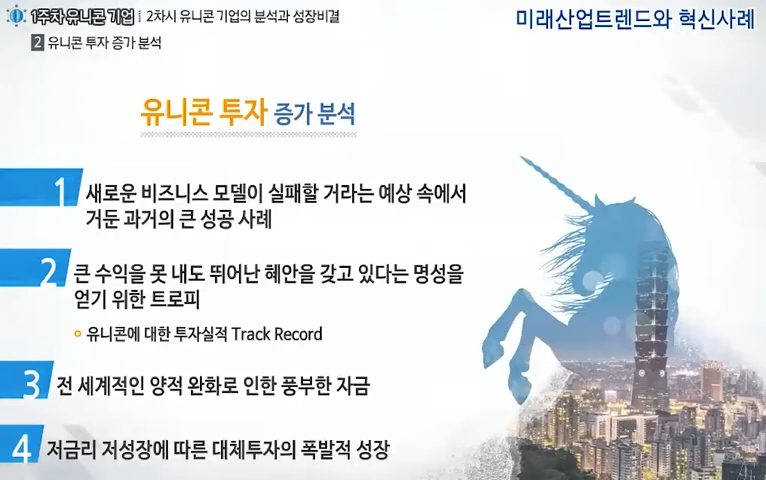 1주차 유니콘 기업 | 2차시 유니콘 기업의 분석과 성장비결
미래산업트렌드와 혁신사례
2 유니콘 투자 증가 분석
유니콘 투자 증가 분석
1 새로운 비즈니스 모델이 실패할 거라는 예상 속에서
거둔 과거의 큰 성공 사례
2 큰 수익을 못 내도 뛰어난 혜안을 갖고 있다는 명성을
얻기 위한 트로피
유니콘에 대한 투자실적 Track Record
3 전 세계적인 양적 완화로 인한 풍부한 자금
4 저금리 저성장에 따른 대체투자의 폭발적 성장